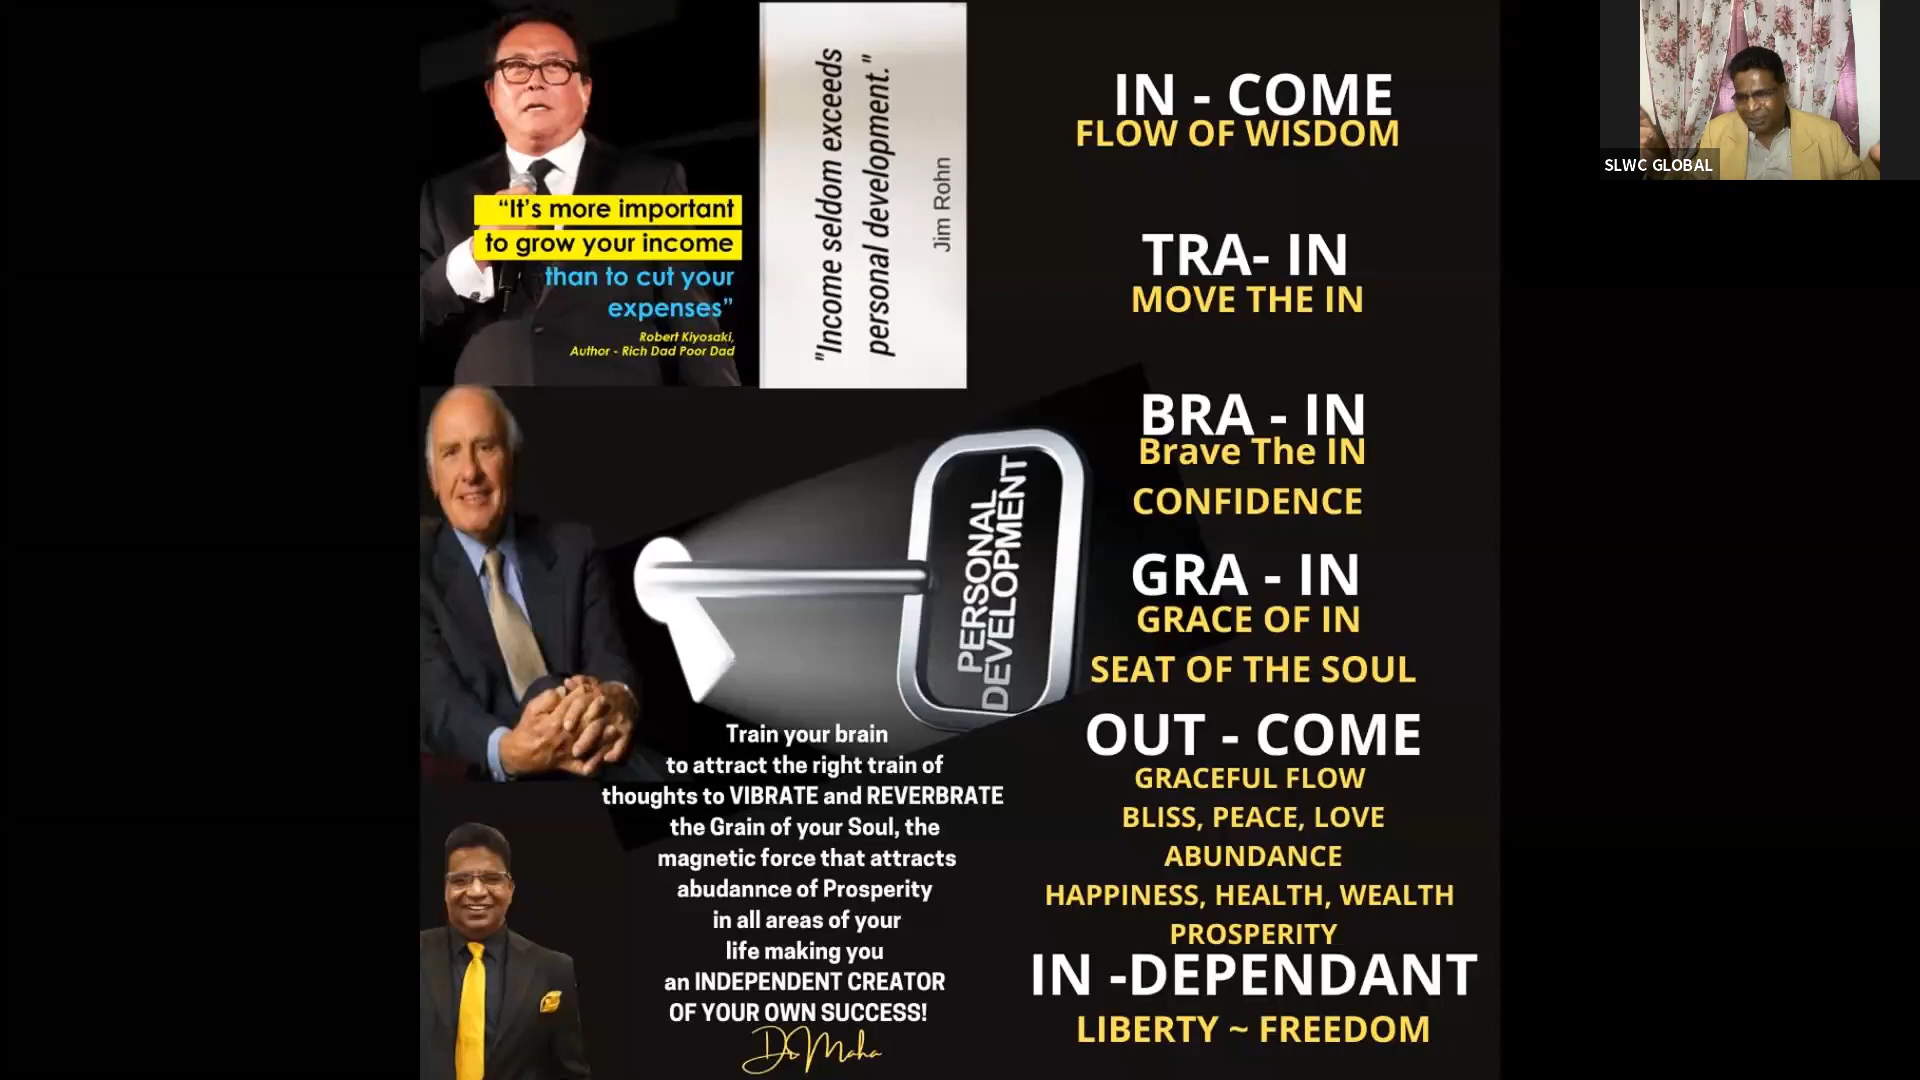 "It's more important
to grow your income
than to cut your
expenses"
Robert Kiyosaki,
Author - Rich Dad Poor Dad
"Income seldom exceeds
personal development."
Jim Rohn
PERSONAL
DEVELOPMENT
Train your brain
to attract the right train of
thoughts to VIBRATE and REVERBRATE
the Grain of your Soul, the
magnetic force that attracts
abudannce of Prosperity
in all areas of your
life making you
an INDEPENDENT CREATOR
OF YOUR OWN SUCCESS!
Dr Maha
IN - COME
FLOW OF WISDOM
TRA- IN
MOVE THE IN
BRA - IN
Brave The IN
CONFIDENCE
GRA - IN
GRACE OF IN
SEAT OF THE SOUL
OUT - COME
GRACEFUL FLOW
BLISS, PEACE, LOVE
ABUNDANCE
HAPPINESS, HEALTH, WEALTH
PROSPERITY
IN -DEPENDANT
LIBERTY ~ FREEDOM
SLWC GLOBAL